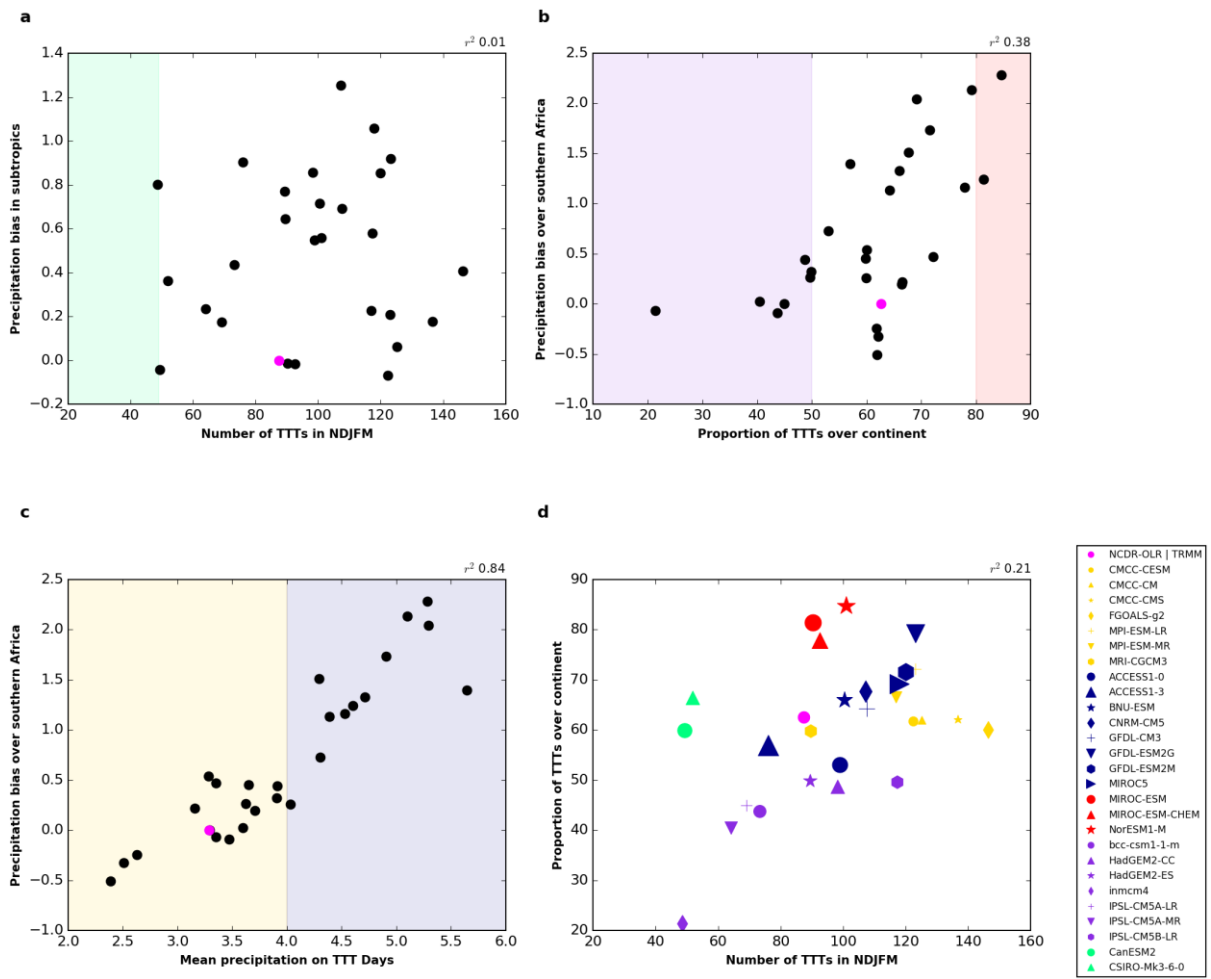 a
r² 0.01
1.4
1.2
1.0
0.8
0.6
0.4
0.2
0.0
−0.2
20 40 60 80 100 120 140 160
Precipitation bias in subtropics
Number of TTTs in NDJFM
b
r² 0.38
2.5
2.0
1.5
1.0
0.5
0.0
−0.5
−1.0
10 20 30 40 50 60 70 80 90
Precipitation bias over southern Africa
Proportion of TTTs over continent
c
r² 0.84
2.5
2.0
1.5
1.0
0.5
0.0
−0.5
−1.0
2.0 2.5 3.0 3.5 4.0 4.5 5.0 5.5 6.0
Precipitation bias over southern Africa
Mean precipitation on TTT Days
d
r² 0.21
90
80
70
60
50
40
30
20
20 40 60 80 100 120 140 160
Proportion of TTTs over continent
Number of TTTs in NDJFM
NCDR-OLR | TRMM
CMCC-CESM
CMCC-CM
CMCC-CMS
FGOALS-g2
MPI-ESM-LR
MPI-ESM-MR
MRI-CGCM3
ACCESS1-0
ACCESS1-3
BNU-ESM
CNRM-CM5
GFDL-CM3
GFDL-ESM2G
GFDL-ESM2M
MIROC5
MIROC-ESM
MIROC-ESM-CHEM
NorESM1-M
bcc-csm1-1-m
HadGEM2-CC
HadGEM2-ES
inmcm4
IPSL-CM5A-LR
IPSL-CM5A-MR
IPSL-CM5B-LR
CanESM2
CSIRO-Mk3-6-0